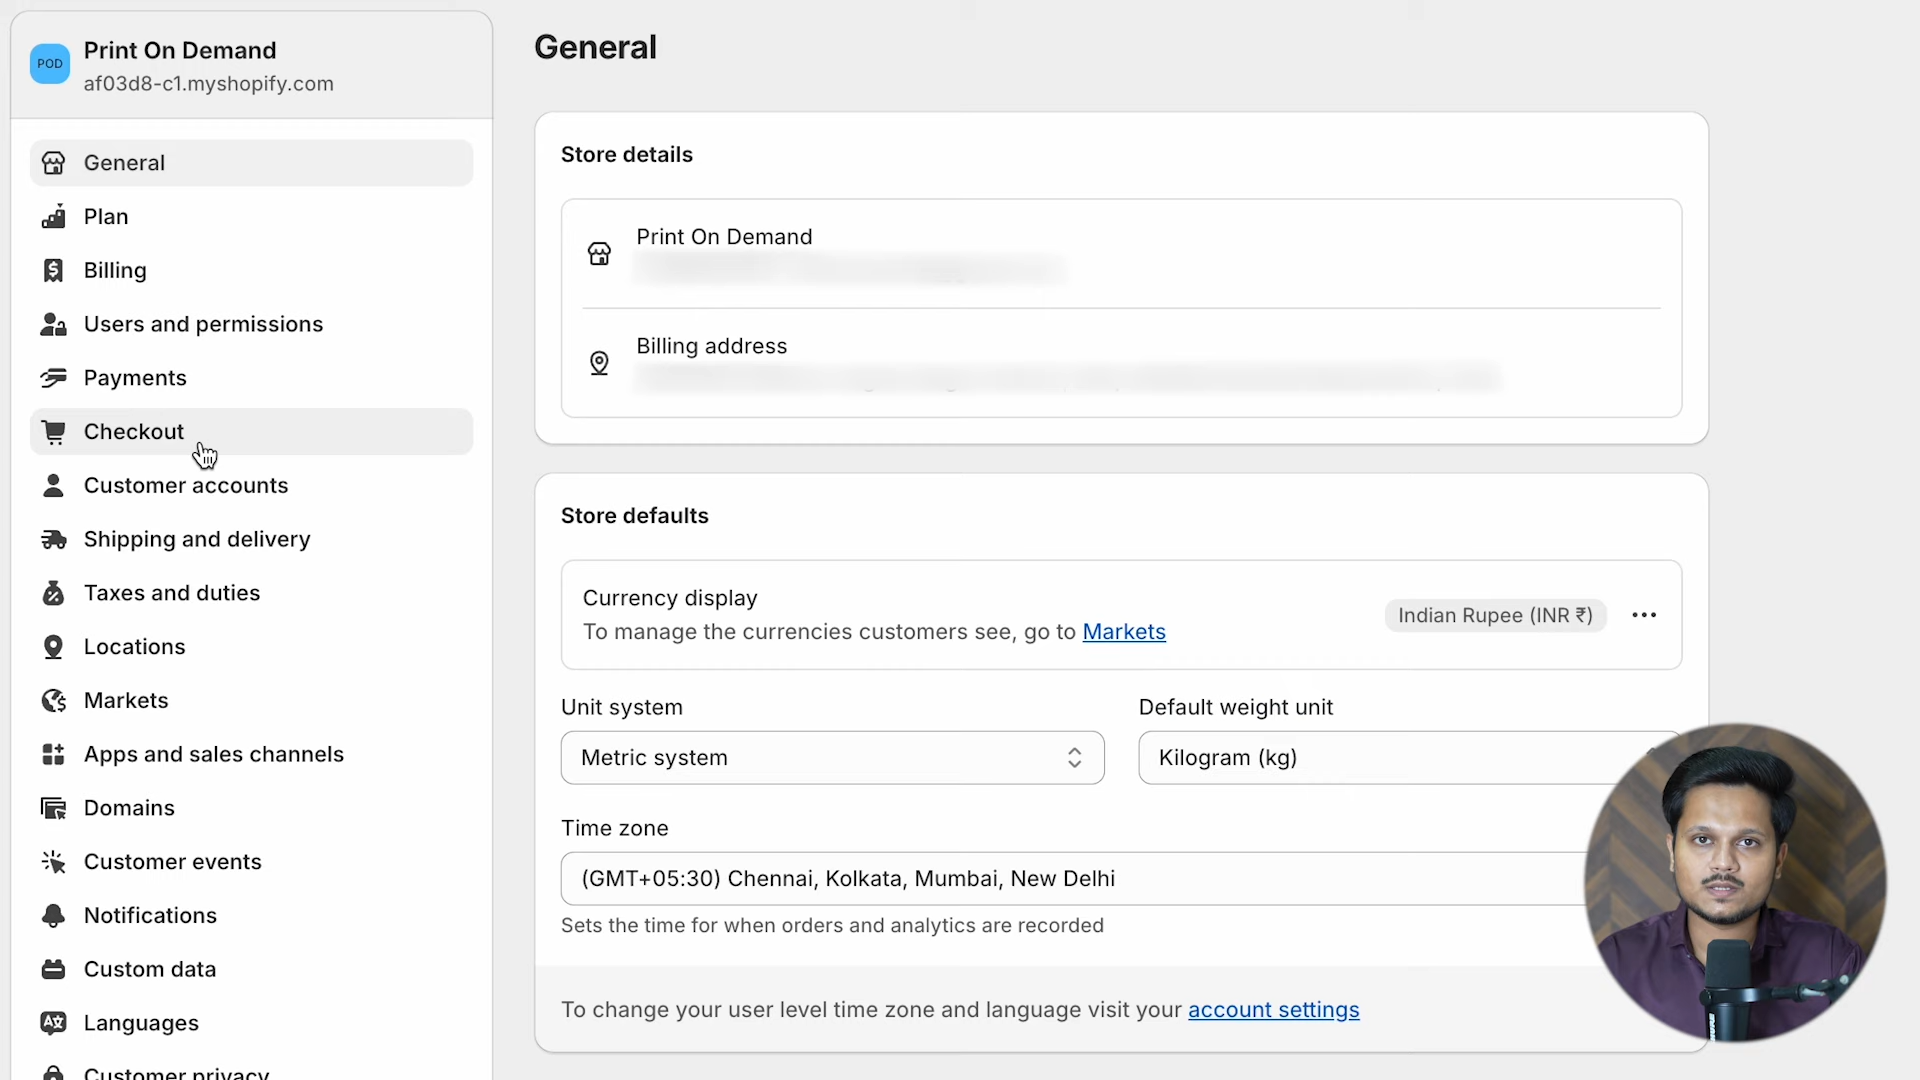 POD
Print On Demand
af03d8-c1.myshopify.com
General
Plan
Billing
Users and permissions
Payments
Checkout
Customer accounts
Shipping and delivery
Taxes and duties
Locations
Markets
Apps and sales channels
Domains
Customer events
Notifications
Custom data
Languages
Customer privacy
General
Store details
Print On Demand
Billing address
Store defaults
Currency display
To manage the currencies customers see, go to Markets
Indian Rupee (INR ₹)
Unit system
Default weight unit
Metric system
Kilogram (kg)
Time zone
(GMT+05:30) Chennai, Kolkata, Mumbai, New Delhi
Sets the time for when orders and analytics are recorded
To change your user level time zone and language visit your account settings